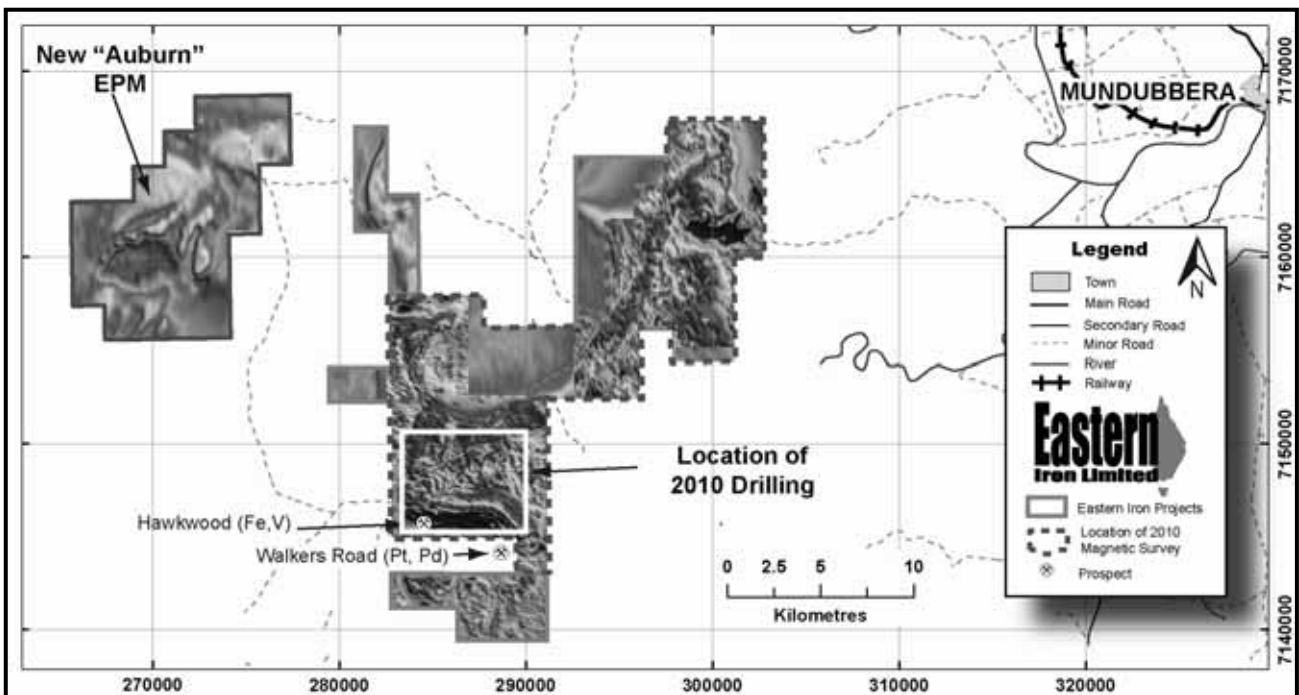 New “Auburn”
EPM
MUNDUBBERA
7170000
7160000
7150000
7140000
Legend
N
Town
Main Road
Secondary Road
Minor Road
River
Railway
Eastern
Iron Limited
Eastern Iron Projects
Location of 2010
Magnetic Survey
Prospect
Location of
2010 Drilling
Hawkwood (Fe,V)
Walkers Road (Pt, Pd)
0 2.5 5 10
Kilometres
270000 280000 290000 300000 310000 320000